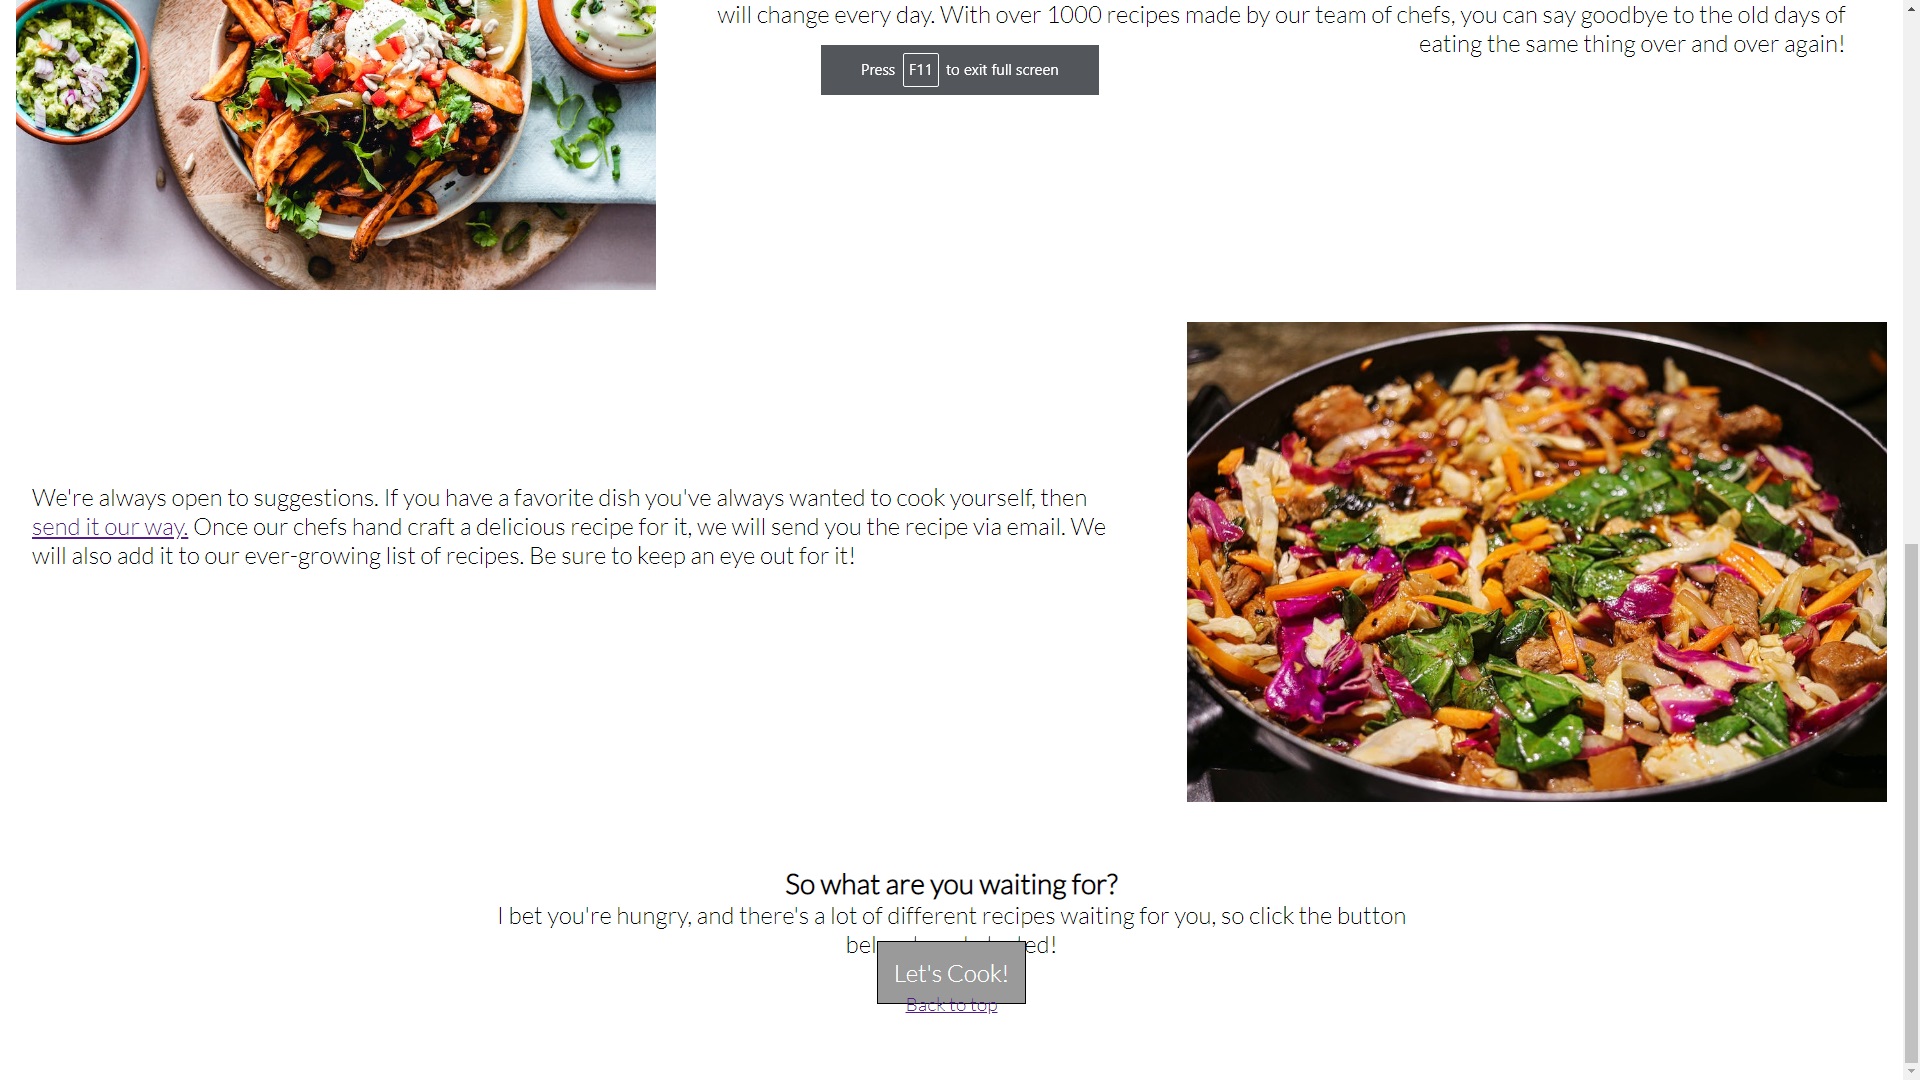 will change every day. With over 1000 recipes made by our team of chefs, you can say goodbye to the old days of
eating the same thing over and over again!
Press F11 to exit full screen
We're always open to suggestions. If you have a favorite dish you've always wanted to cook yourself, then
send it our way. Once our chefs hand craft a delicious recipe for it, we will send you the recipe via email. We
will also add it to our ever-growing list of recipes. Be sure to keep an eye out for it!
So what are you waiting for?
I bet you're hungry, and there's a lot of different recipes waiting for you, so click the button
Let's Cook!
Back to top